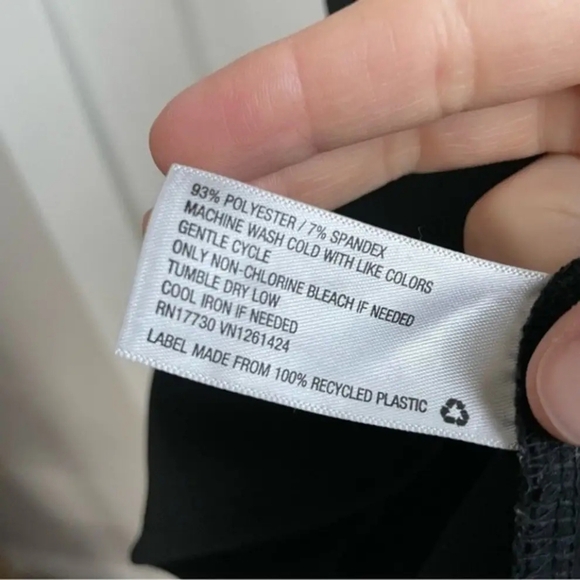 93% POLYESTER / 7% SPANDEX
MACHINE WASH COLD WITH LIKE COLORS
GENTLE CYCLE
ONLY NON-CHLORINE BLEACH IF NEEDED
TUMBLE DRY LOW
COOL IRON IF NEEDED
RN17730 VN1261424
LABEL MADE FROM 100% RECYCLED PLASTIC